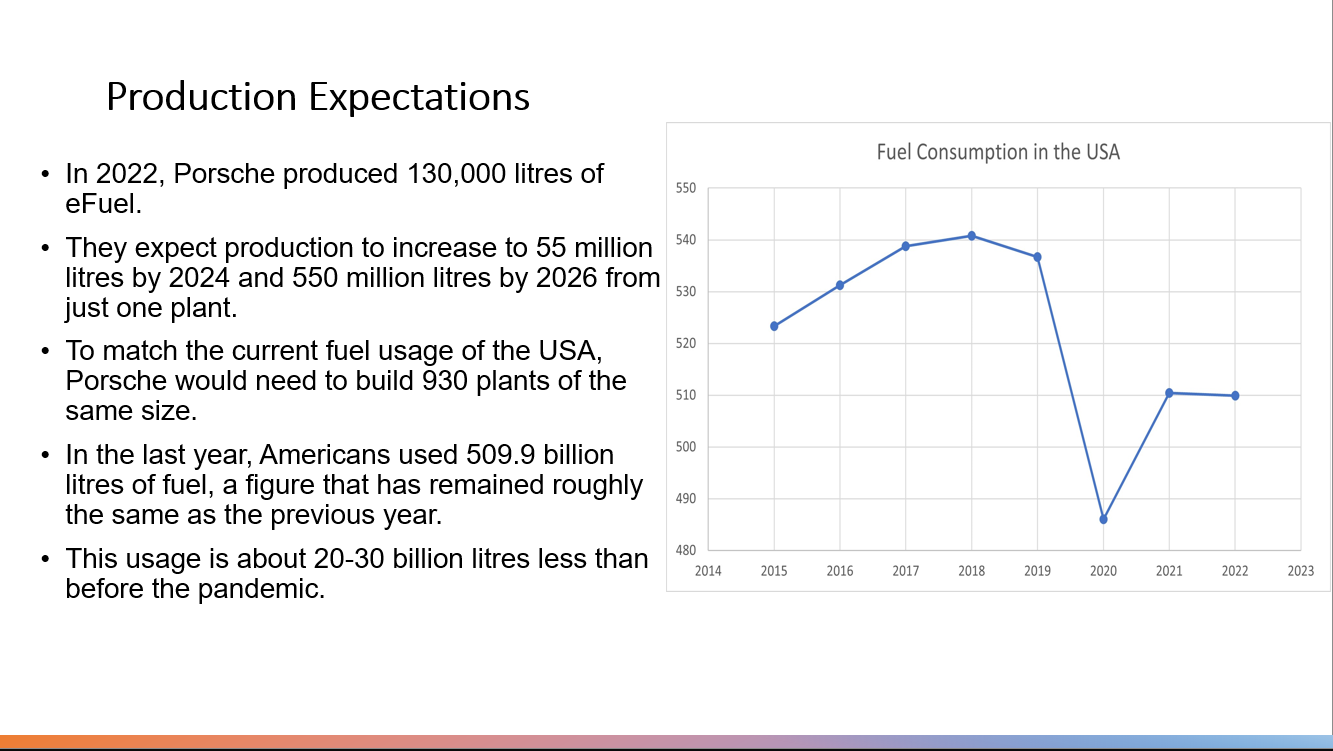 Production Expectations
• In 2022, Porsche produced 130,000 litres of
eFuel.
• They expect production to increase to 55 million
litres by 2024 and 550 million litres by 2026 from
just one plant.
• To match the current fuel usage of the USA,
Porsche would need to build 930 plants of the
same size.
• In the last year, Americans used 509.9 billion
litres of fuel, a figure that has remained roughly
the same as the previous year.
• This usage is about 20-30 billion litres less than
before the pandemic.
Fuel Consumption in the USA
550
540
530
520
510
500
490
480
2014 2015 2016 2017 2018 2019 2020 2021 2022 2023